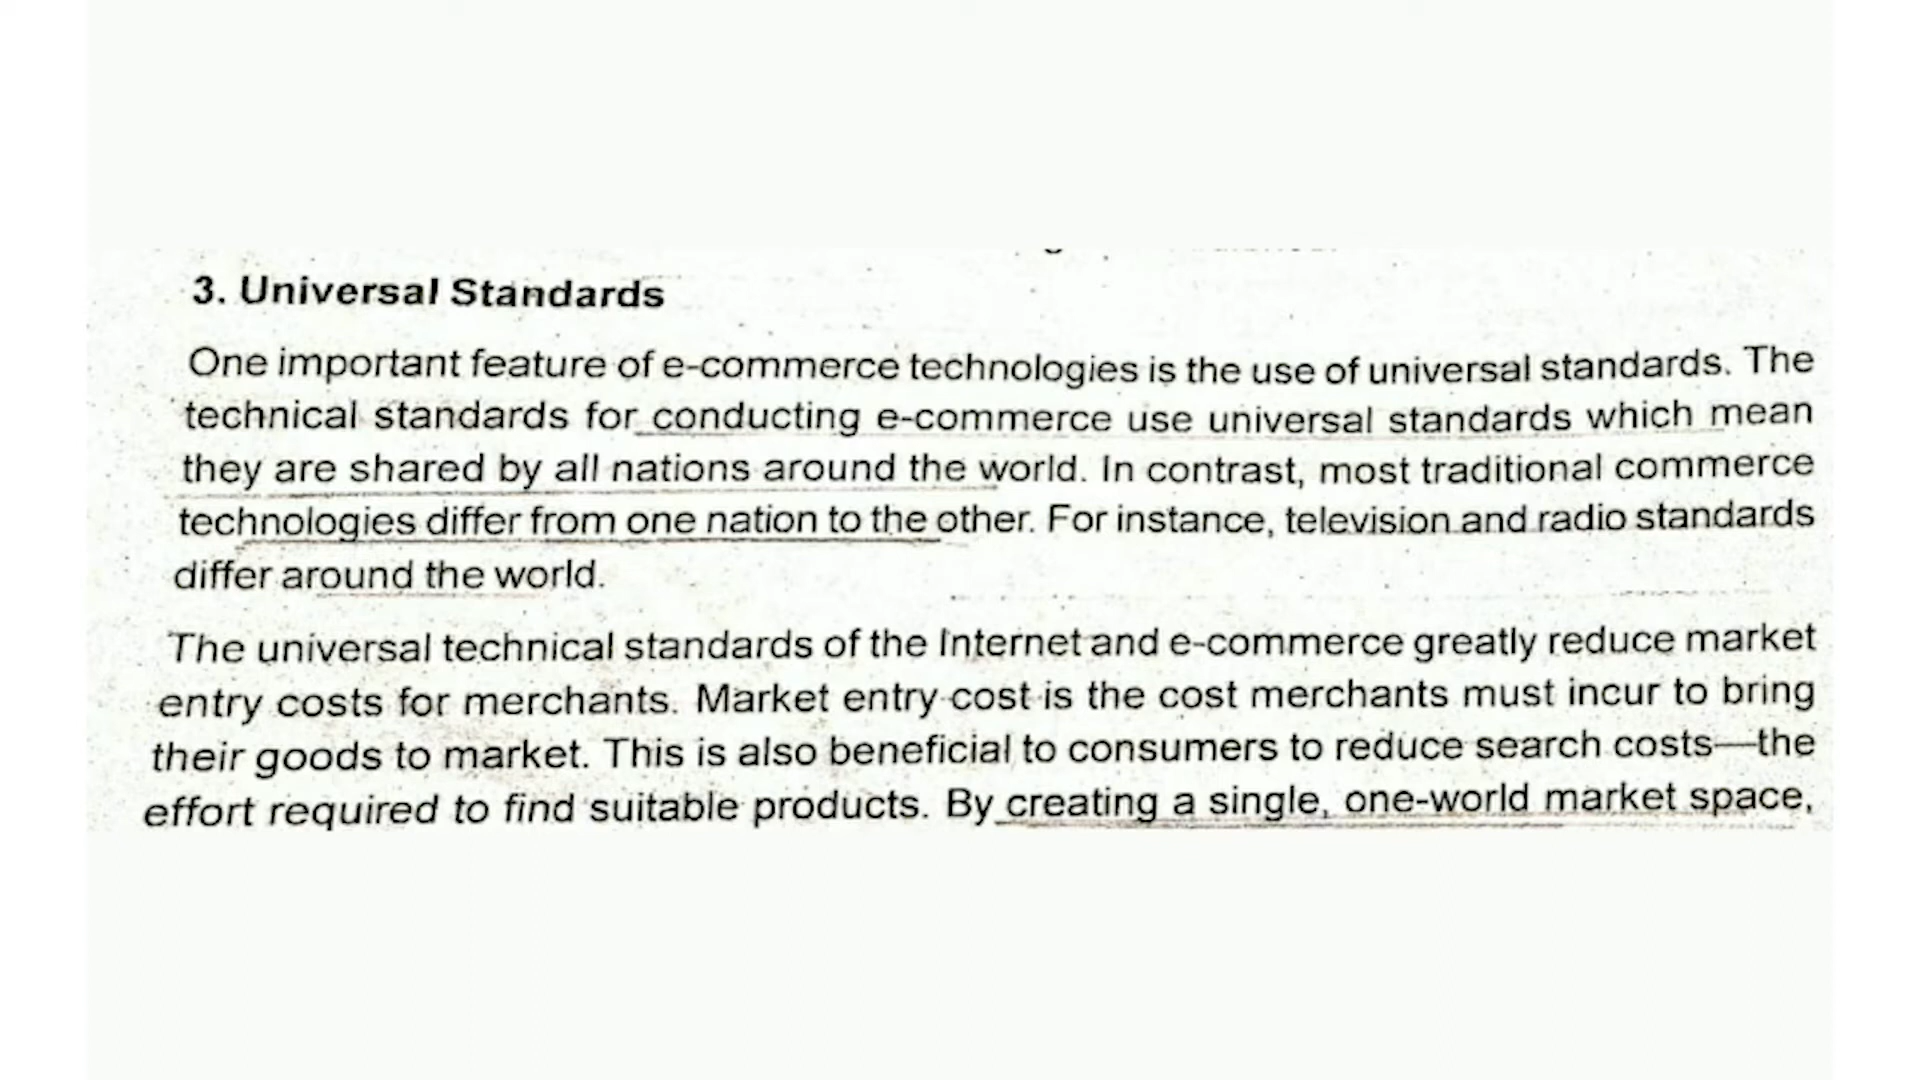 3. Universal Standards
One important feature of e-commerce technologies is the use of universal standards. The
technical standards for conducting e-commerce use universal standards which mean
they are shared by all nations around the world. In contrast, most traditional commerce
technologies differ from one nation to the other. For instance, television and radio standards
differ around the world.
The universal technical standards of the Internet and e-commerce greatly reduce market
entry costs for merchants. Market entry cost is the cost merchants must incur to bring
their goods to market. This is also beneficial to consumers to reduce search costs—the
effort required to find suitable products. By creating a single, one-world market space,